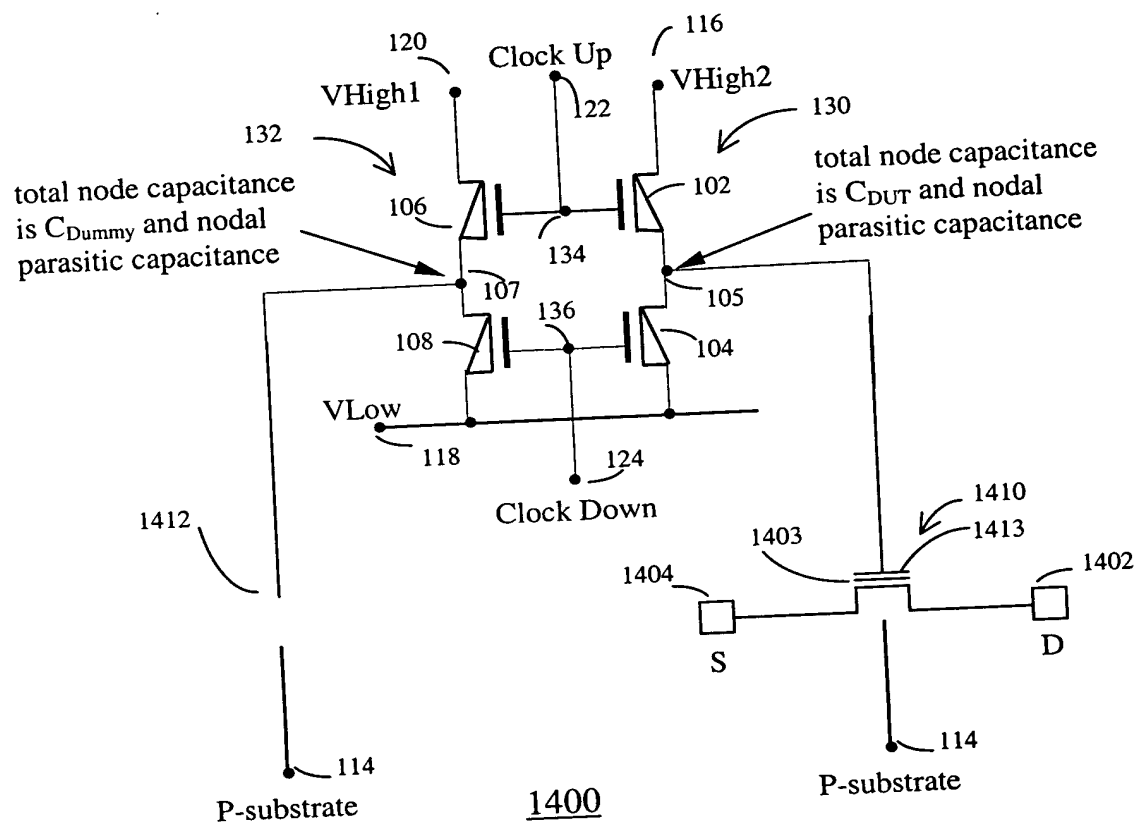 120
Clock Up
116
VHigh1
122
VHigh2
132
130
total node capacitance
is CDummy and nodal
parasitic capacitance
total node capacitance
is CDUT and nodal
parasitic capacitance
106
102
134
107
105
136
108
104
VLow
118
124
Clock Down
1412
1410
1403
1413
1404
1402
S
D
114
P-substrate
114
P-substrate
1400